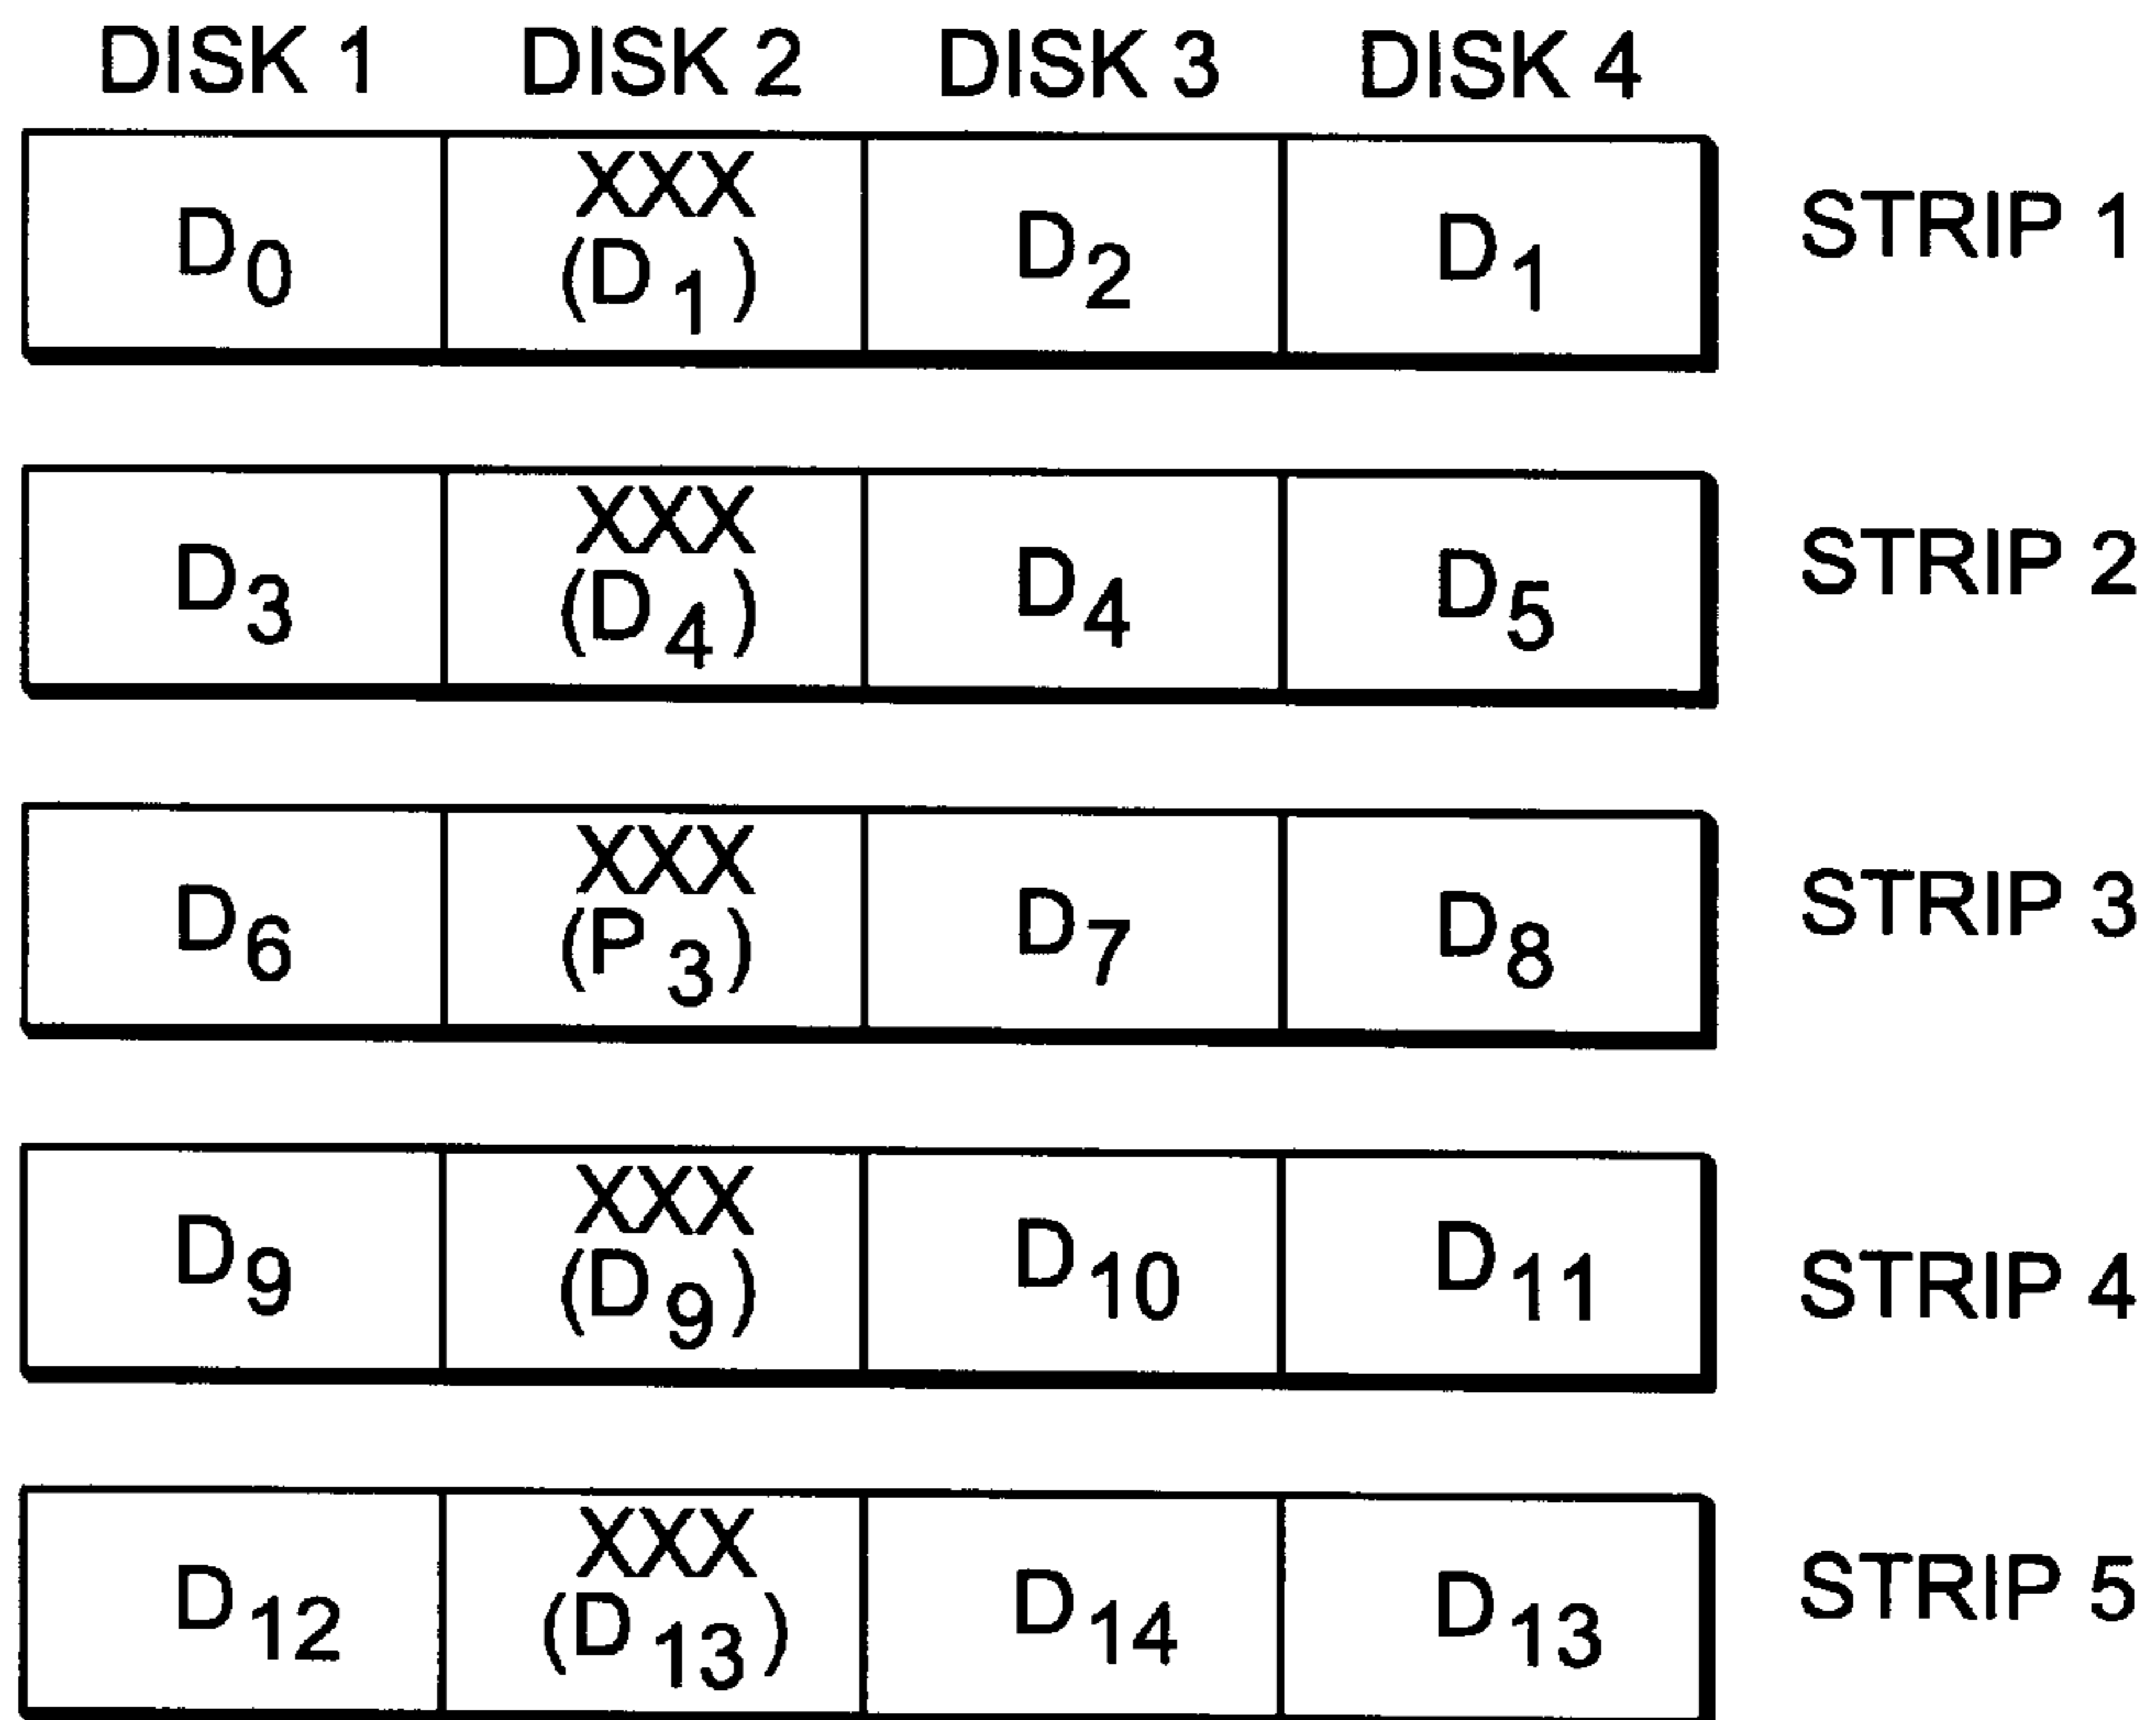 DISK 1 DISK 2 DISK 3 DISK 4
D0 XXX (D1) D2 D1 STRIP 1
D3 XXX (D4) D4 D5 STRIP 2
D6 XXX (P3) D7 D8 STRIP 3
D9 XXX (D9) D10 D11 STRIP 4
D12 XXX (D13) D14 D13 STRIP 5